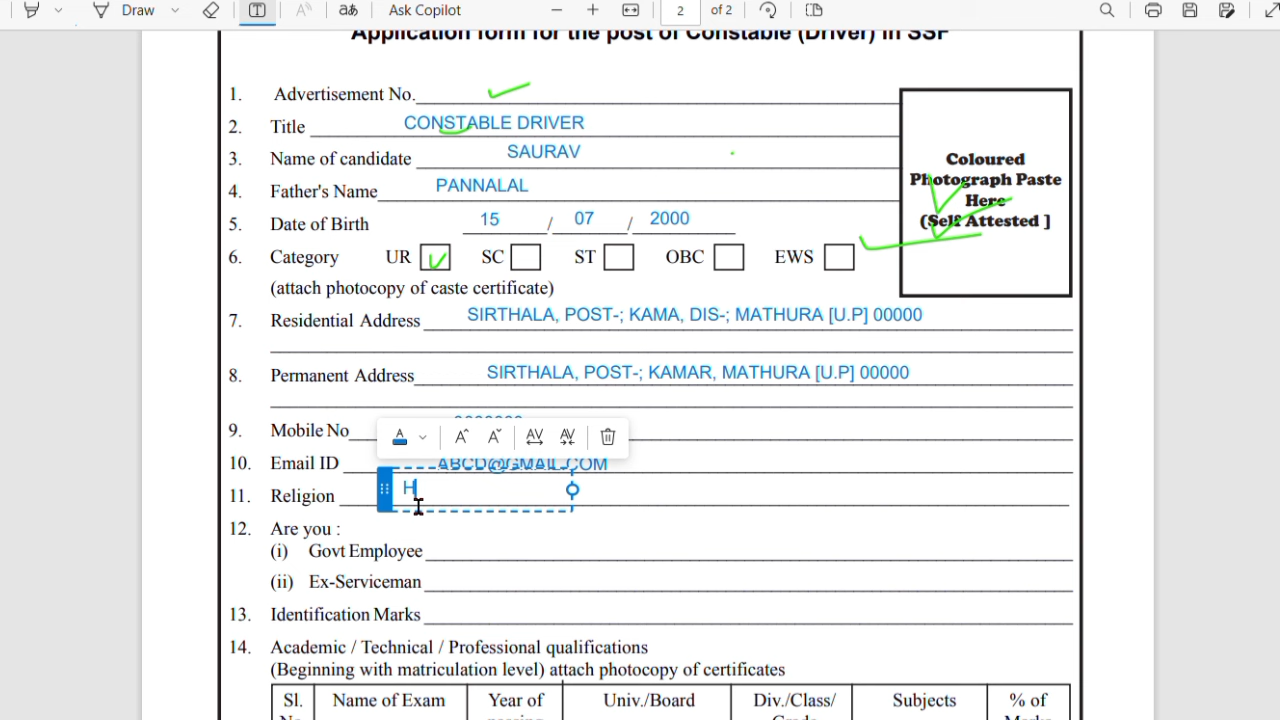 Draw Ask Copilot 2 of 2
Application form for the post of Constable (Driver) in SSF
1. Advertisement No.
2. Title CONSTABLE DRIVER
3. Name of candidate SAURAV
4. Father's Name PANNALAL
5. Date of Birth 15 / 07 / 2000
6. Category UR SC ST OBC EWS
(attach photocopy of caste certificate)
Coloured
Photograph Paste
Here
(Self Attested ]
7. Residential Address SIRTHALA, POST-; KAMA, DIS-; MATHURA [U.P] 00000
8. Permanent Address SIRTHALA, POST-; KAMAR, MATHURA [U.P] 00000
9. Mobile No
10. Email ID ABCD@GMAIL.COM
11. Religion H
12. Are you :
(i) Govt Employee
(ii) Ex-Serviceman
13. Identification Marks
14. Academic / Technical / Professional qualifications
(Beginning with matriculation level) attach photocopy of certificates
Sl. Name of Exam Year of Univ./Board Div./Class/ Subjects % of